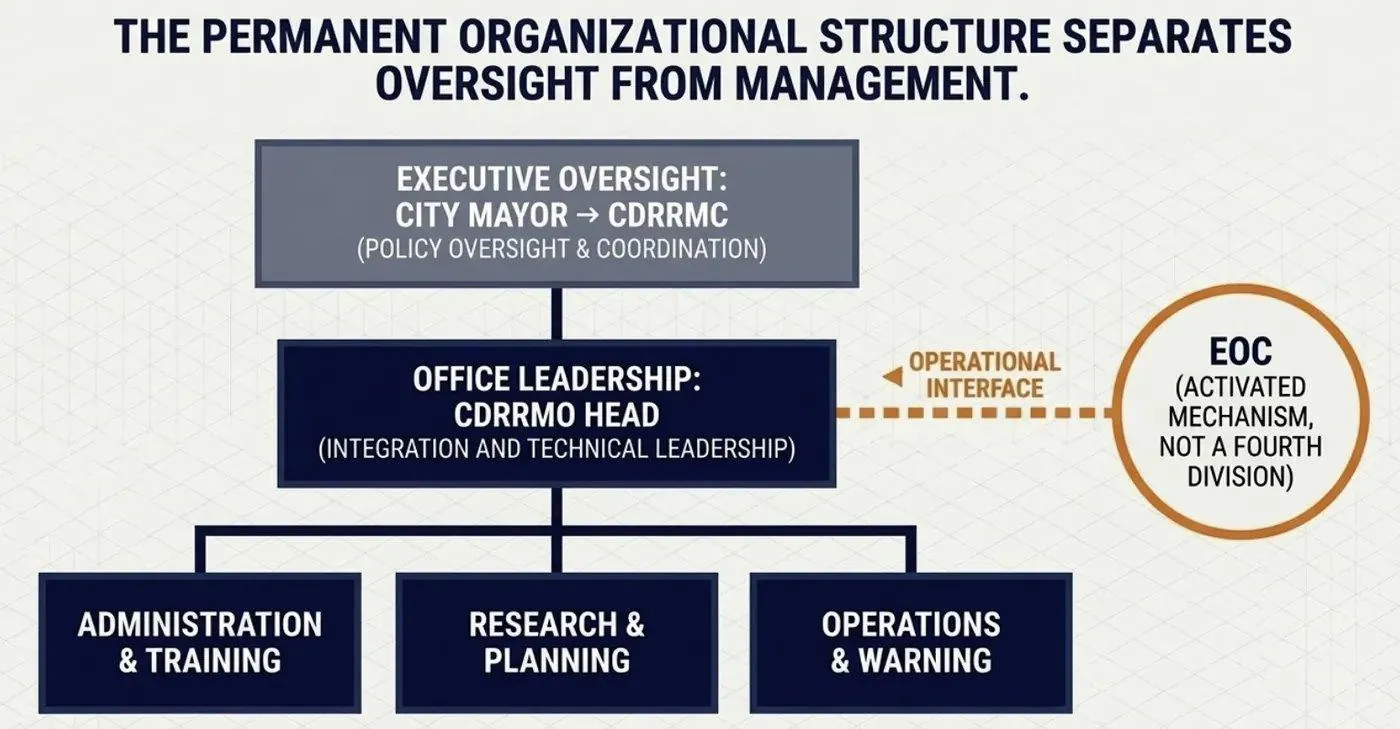 THE PERMANENT ORGANIZATIONAL STRUCTURE SEPARATES
OVERSIGHT FROM MANAGEMENT.
EXECUTIVE OVERSIGHT:
CITY MAYOR → CDRRMC
(POLICY OVERSIGHT & COORDINATION)
OFFICE LEADERSHIP:
CDRRMO HEAD
(INTEGRATION AND TECHNICAL LEADERSHIP)
OPERATIONAL
INTERFACE
EOC
(ACTIVATED
MECHANISM,
NOT A FOURTH
DIVISION)
ADMINISTRATION
& TRAINING
RESEARCH &
PLANNING
OPERATIONS
& WARNING